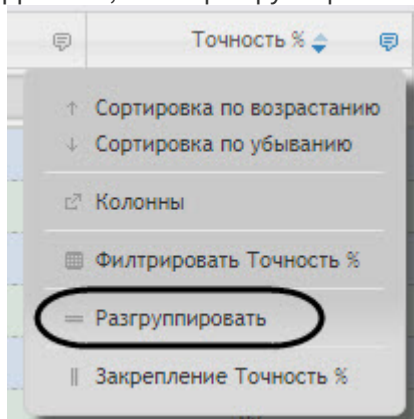 Точность %
Сортировка по возрастанию
Сортировка по убыванию
Колонны
Филтрировать Точность %
Разгруппировать
Закрепление Точность %